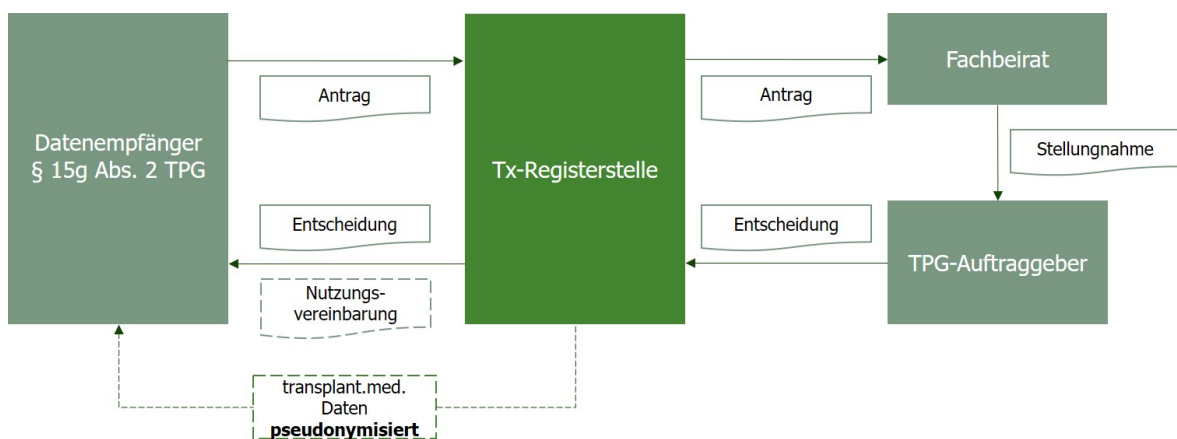 Datenempfänger
§ 15g Abs. 2 TPG
Antrag
Tx-Registerstelle
Antrag
Fachbeirat
Stellungnahme
TPG-Auftraggeber
Entscheidung
Entscheidung
Nutzungs-
vereinbarung
transplant.med.
Daten
pseudonymisiert